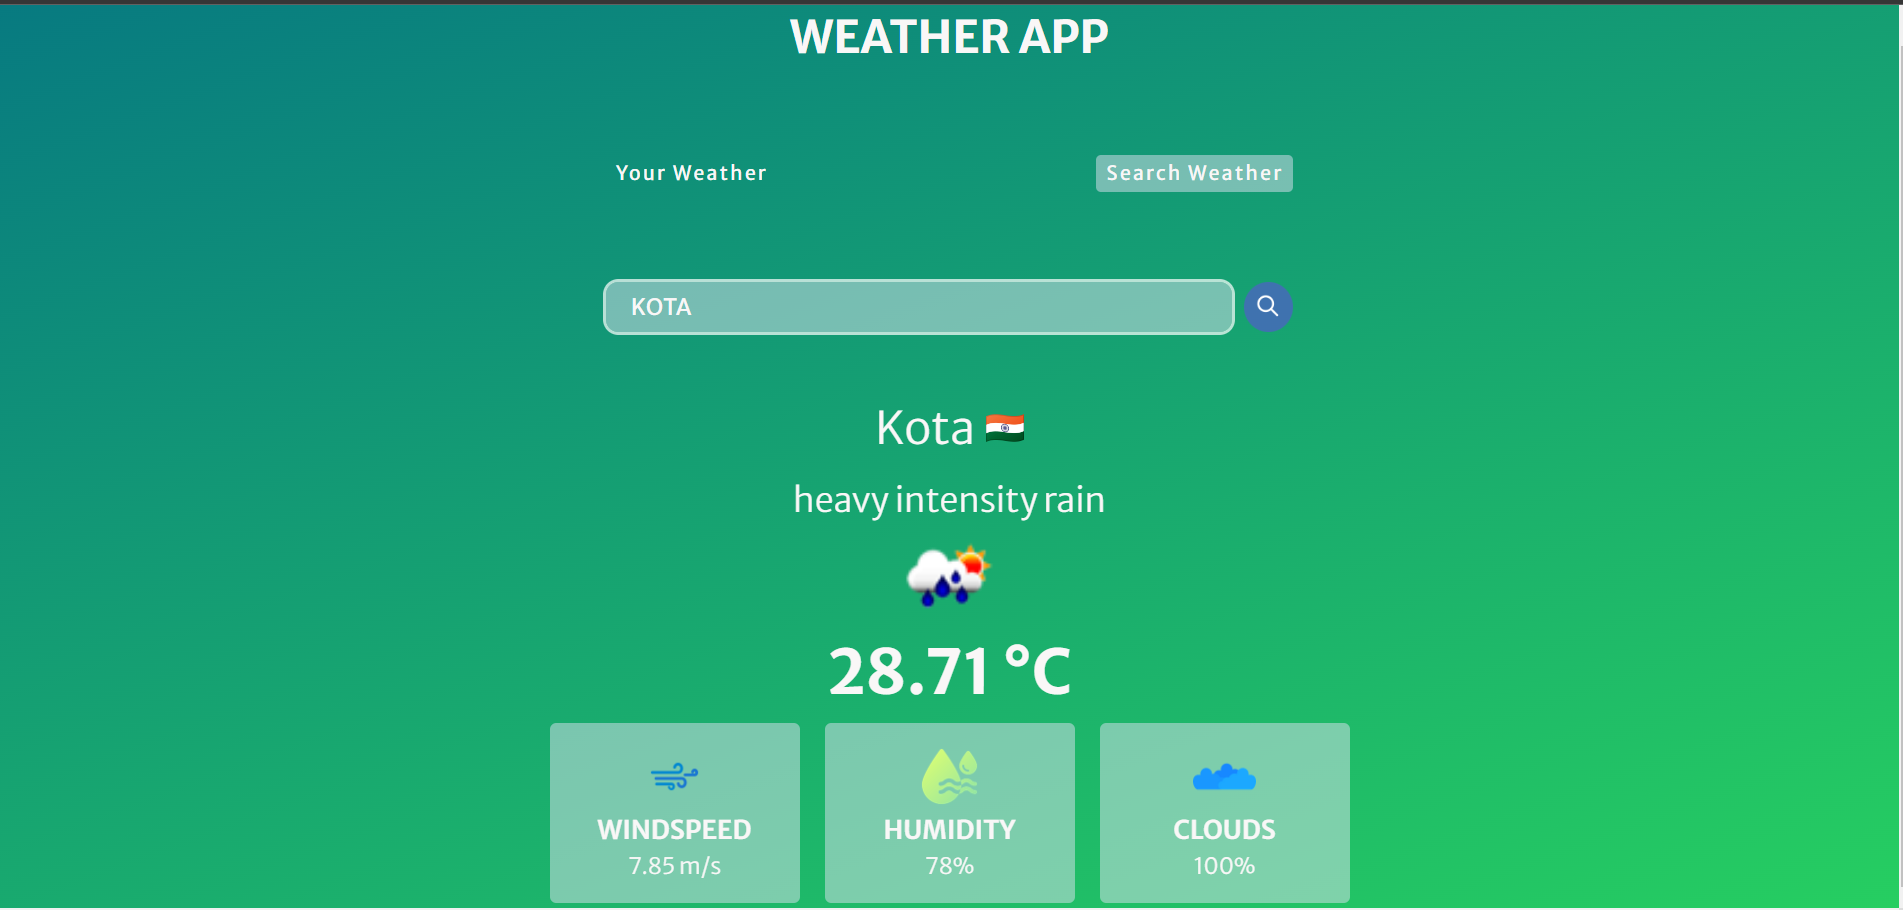 WEATHER APP
Your Weather
Search Weather
KOTA
Kota
heavy intensity rain
28.71 °C
WINDSPEED
7.85 m/s
HUMIDITY
78%
CLOUDS
100%